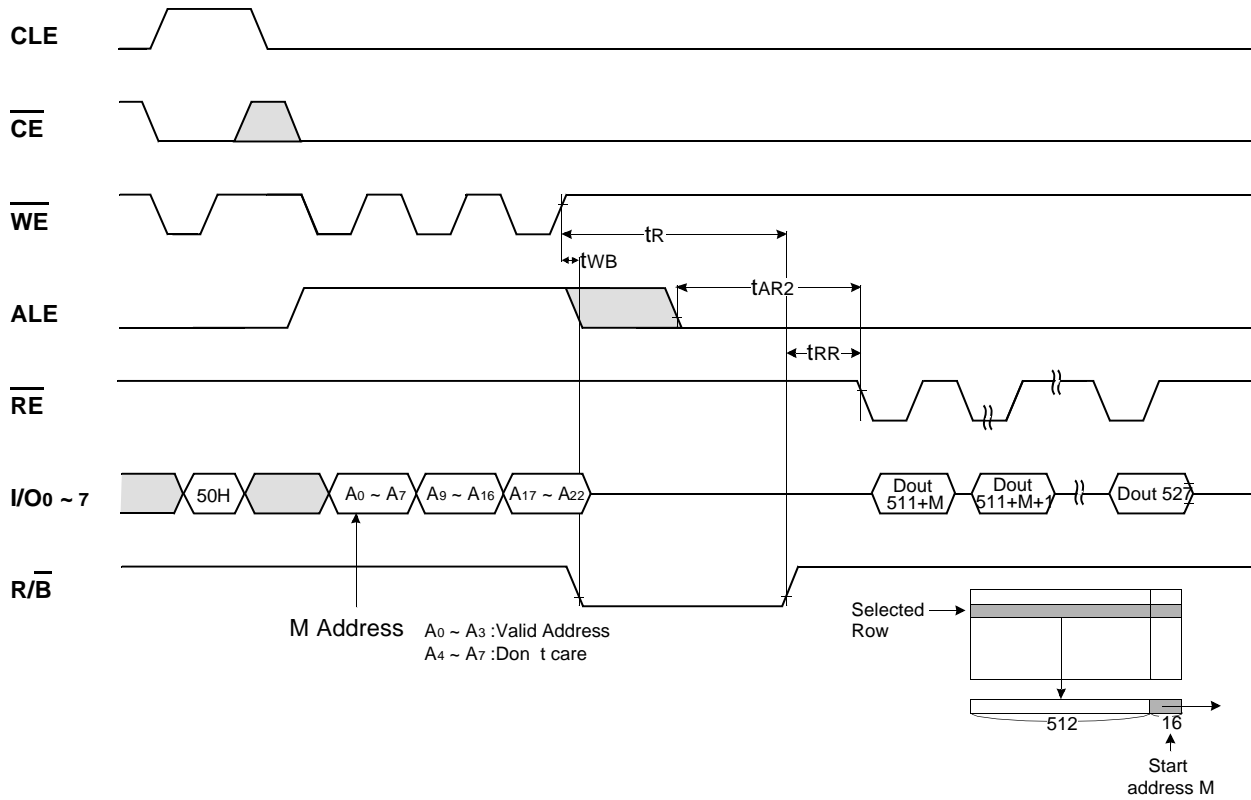 CLE
CE
WE
tR
tWB
ALE
tAR2
tRR
RE
I/O0 ~ 7
50H
A0 ~ A7
A9 ~ A16
A17 ~ A22
Dout
511+M
Dout
511+M+1
Dout 527
R/B
M Address
A0 ~ A3 :Valid Address
A4 ~ A7 :Don t care
Selected
Row
512
16
Start
address M